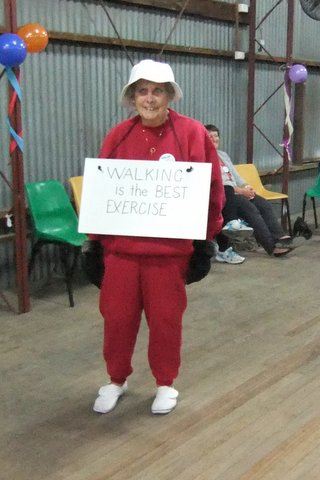 WALKING
is the BEST
EXERCISE